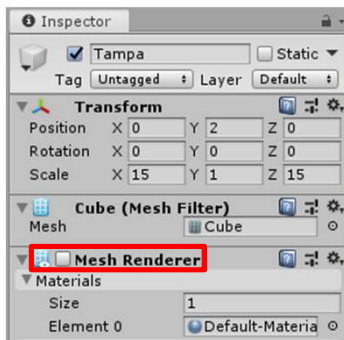 Inspector
Tampa Static
Tag Untagged Layer Default
Transform
Position X 0 Y 2 Z 0
Rotation X 0 Y 0 Z 0
Scale X 15 Y 1 Z 15
Cube (Mesh Filter)
Mesh Cube
Mesh Renderer
Materials
Size 1
Element 0 Default-Materia